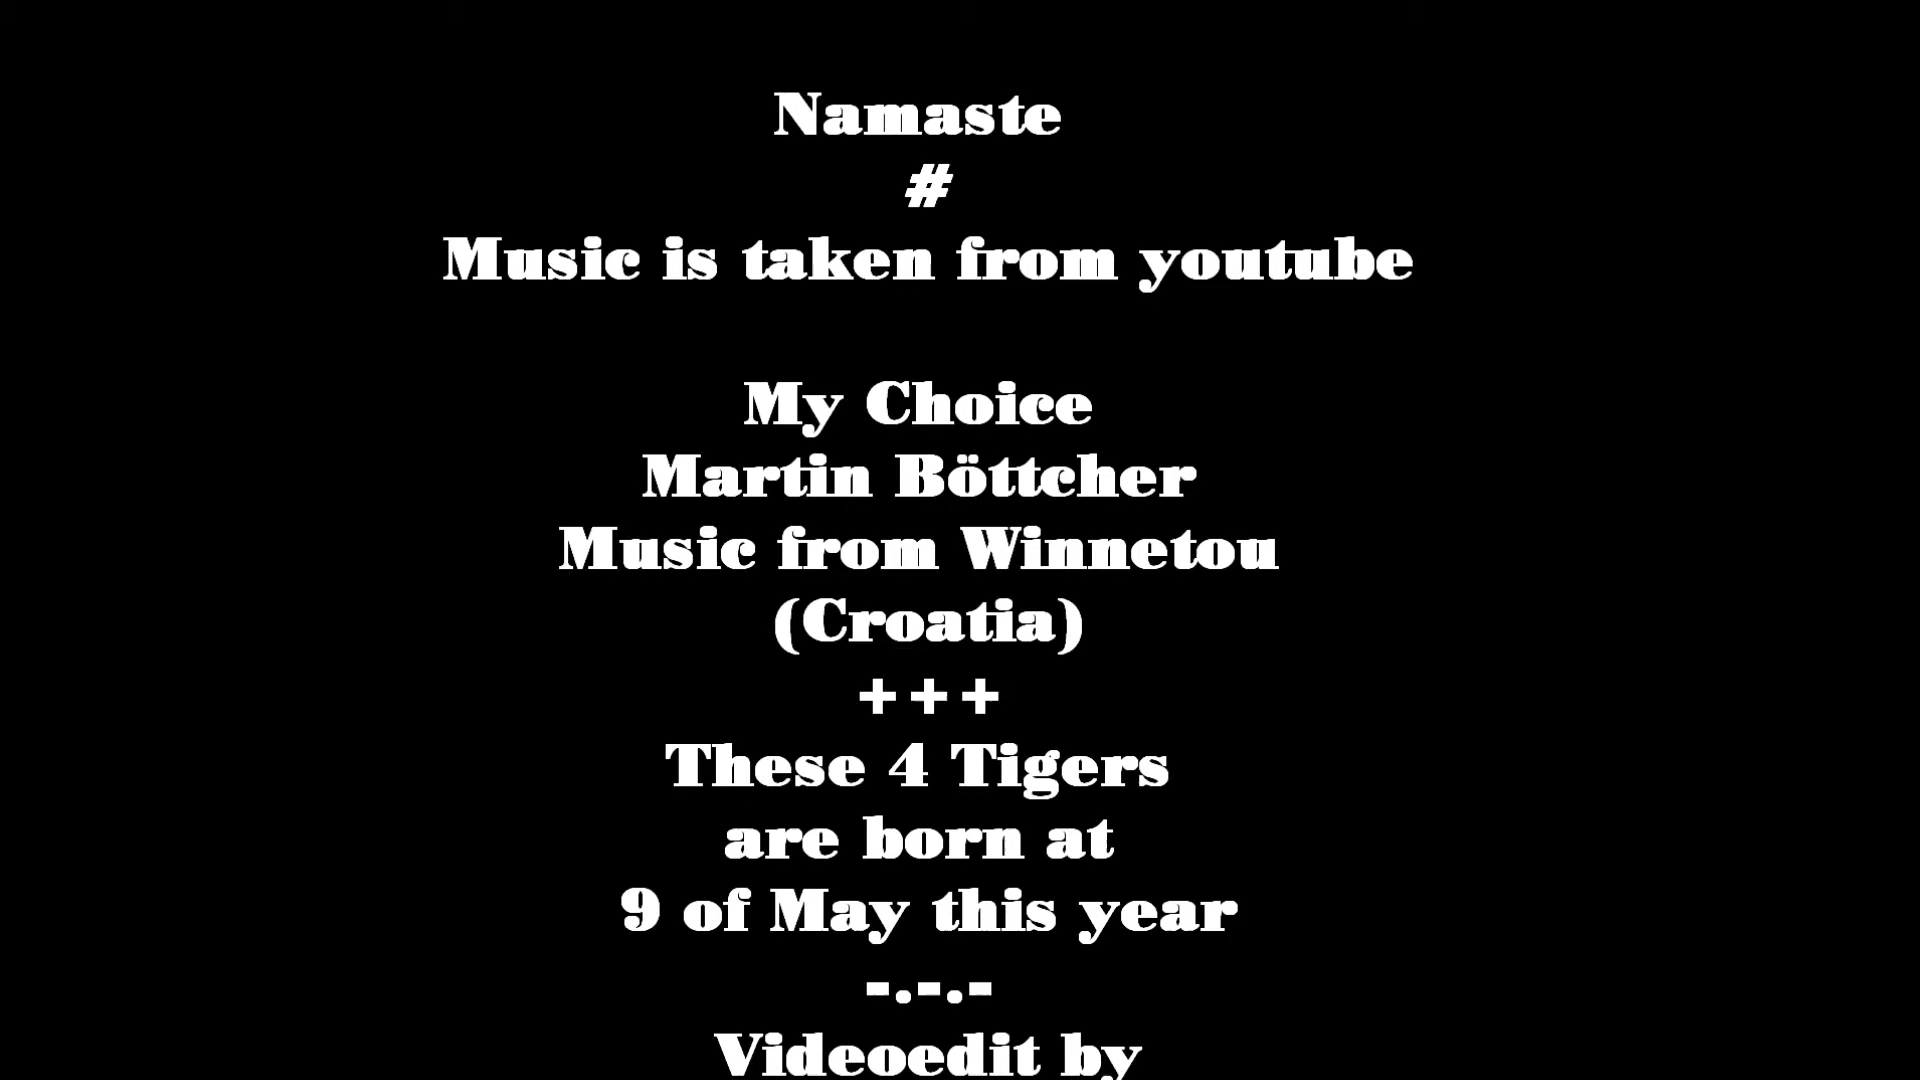 Namaste
#
Music is taken from youtube
My Choice
Martin Böttcher
Music from Winnetou
(Croatia)
+++
These 4 Tigers
are born at
9 of May this year
-.-.-
Videoedit by